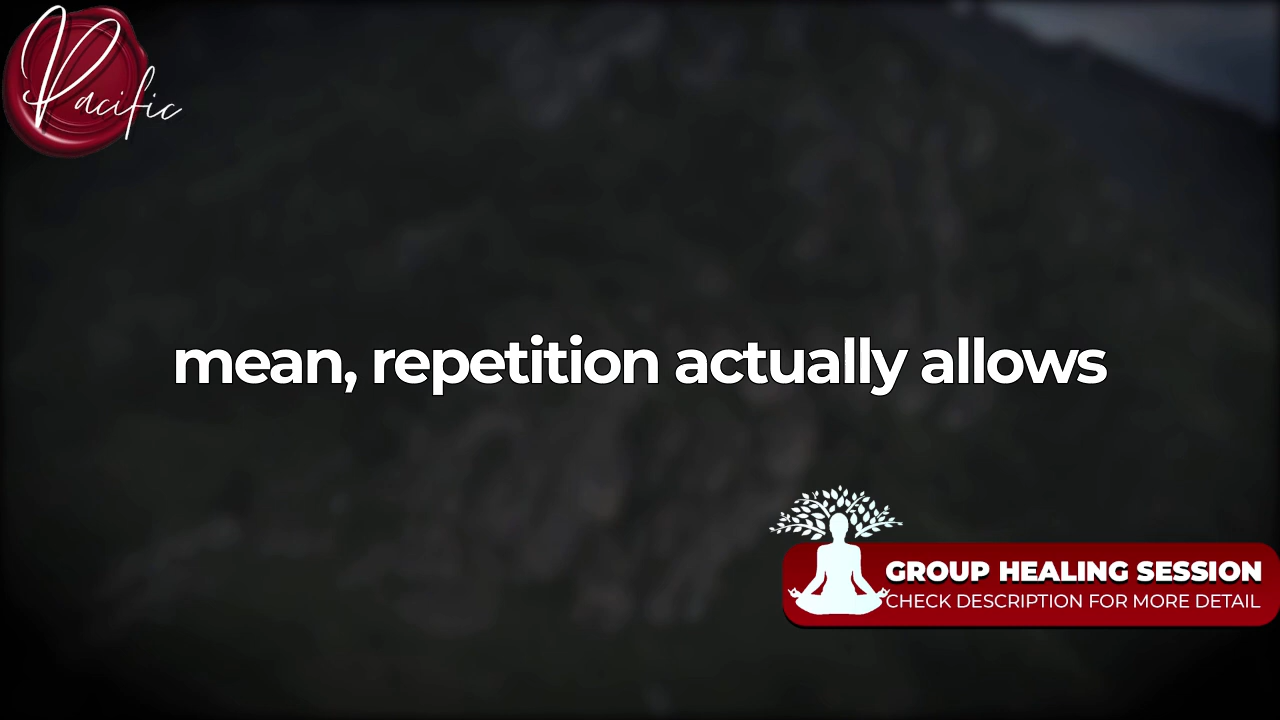 Pacific
mean, repetition actually allows
GROUP HEALING SESSION
CHECK DESCRIPTION FOR MORE DETAIL